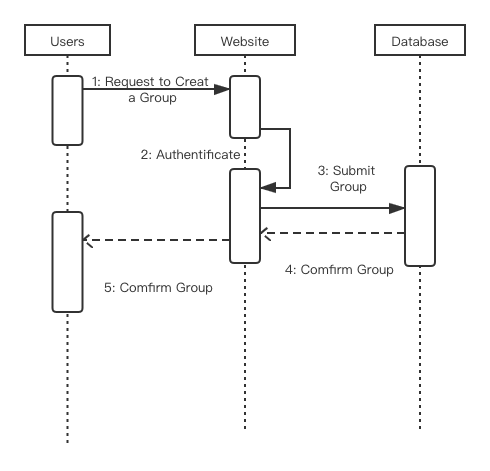 Users
Website
Database
1: Request to Creat
a Group
2: Authentificate
3: Submit
Group
4: Comfirm Group
5: Comfirm Group